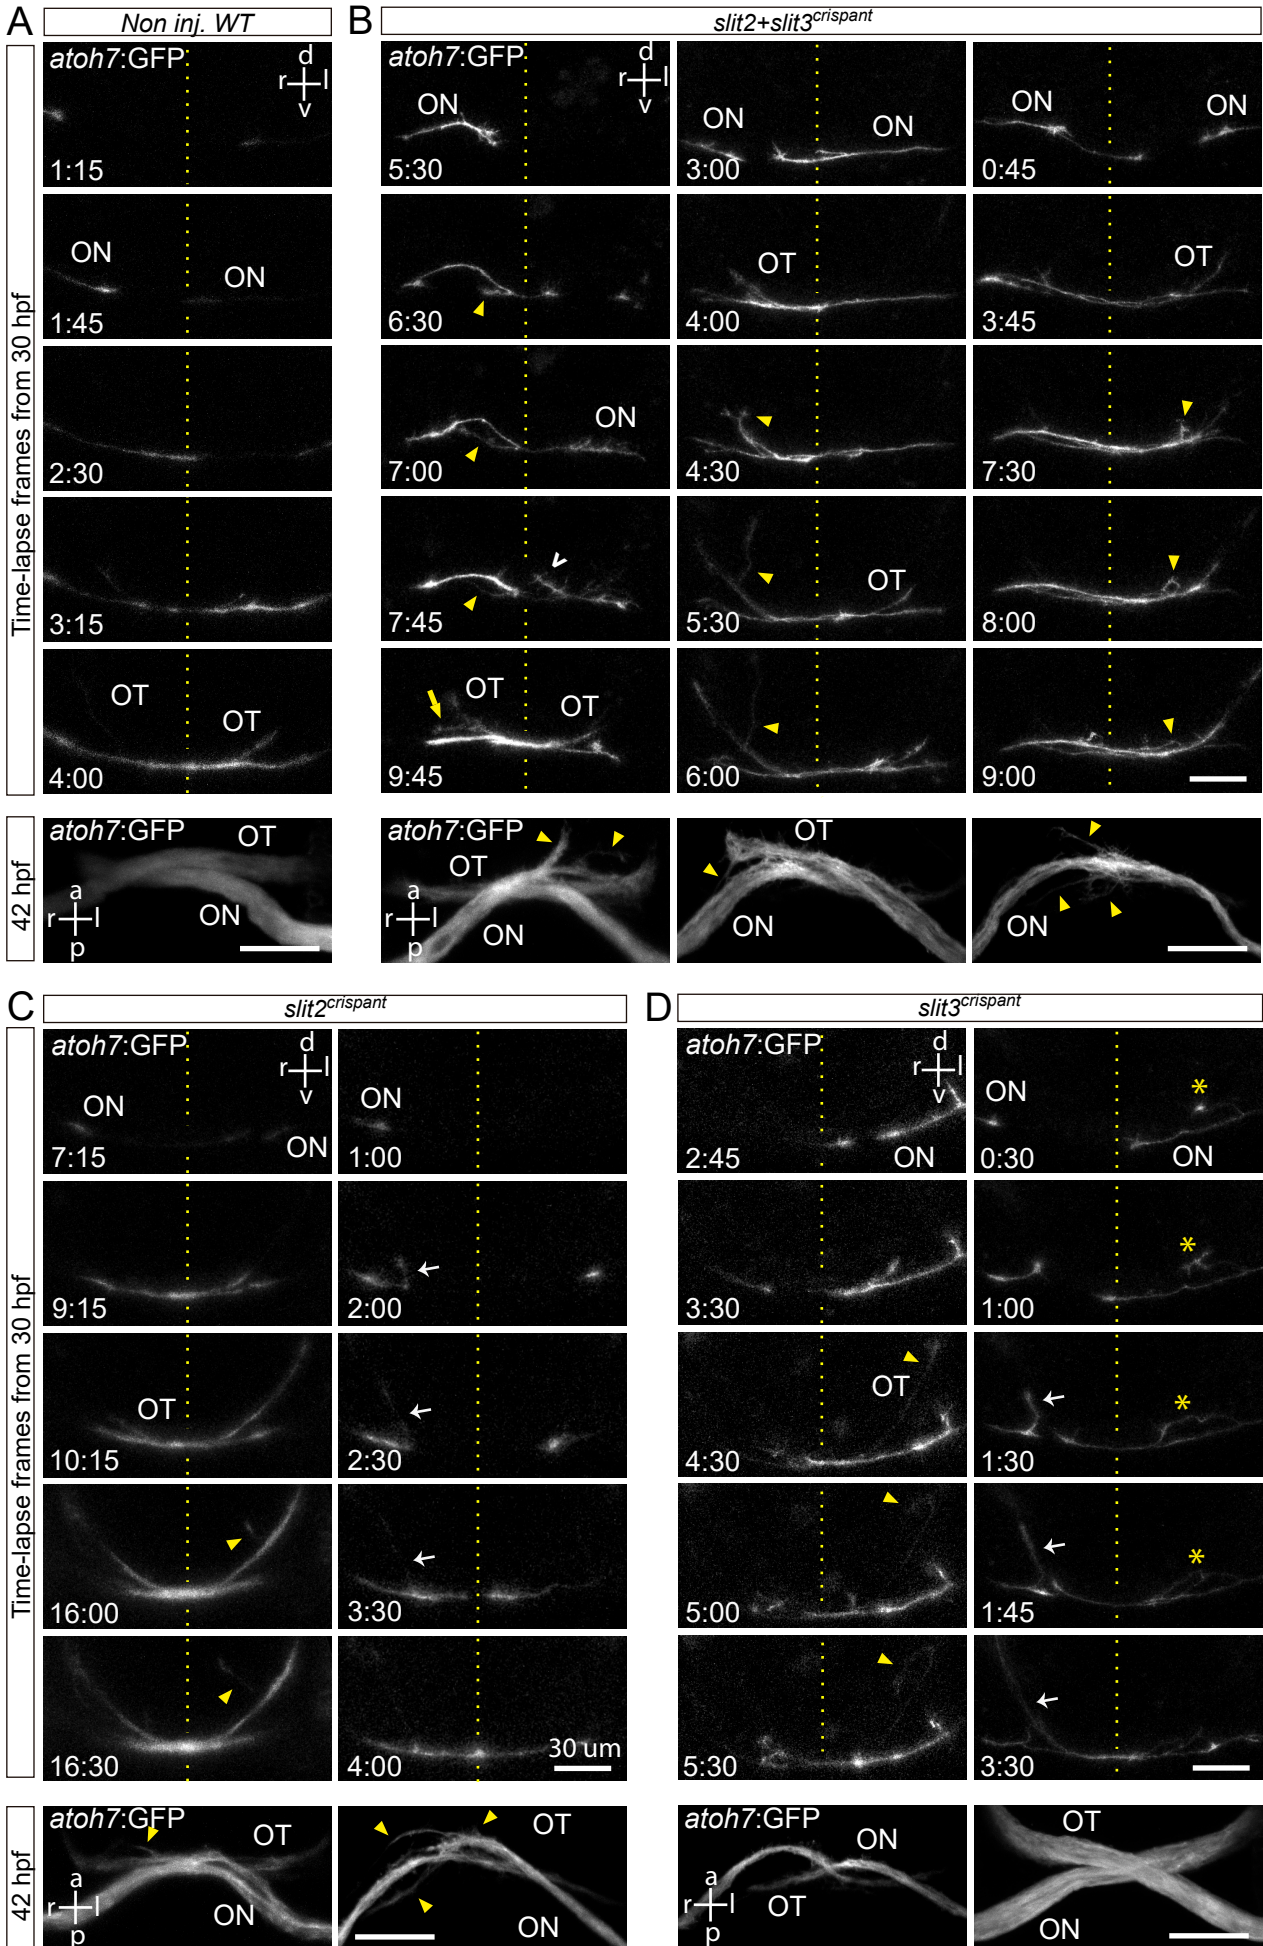 A
Non inj. WT
Time-lapse frames from 30 hpf
atoh7:GFP
d
r l
v
1:15
ON
ON
1:45
2:30
3:15
OT
OT
4:00
42 hpf
atoh7:GFP
OT
a
r l
p
ON
B
slit2+slit3crispant
atoh7:GFP
d
r l
v
ON
5:30
6:30
ON
7:00
v
7:45
OT
OT
9:45
ON
ON
3:00
OT
4:00
4:30
OT
5:30
6:00
ON
ON
0:45
OT
3:45
7:30
8:00
9:00
atoh7:GFP
OT
a
r l
p
ON
OT
ON
ON
C
slit2crispant
Time-lapse frames from 30 hpf
atoh7:GFP
d
r l
v
ON
ON
7:15
9:15
OT
10:15
16:00
16:30
ON
1:00
2:00
2:30
3:30
4:00
30 um
42 hpf
atoh7:GFP
OT
a
r l
p
ON
OT
ON
D
slit3crispant
atoh7:GFP
d
r l
v
2:45
ON
3:30
OT
4:30
5:00
5:30
ON
*
0:30
ON
*
1:00
*
1:30
*
1:45
3:30
atoh7:GFP
ON
a
r l
p
OT
OT
ON